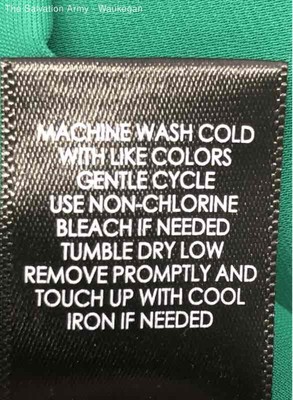 The Salvation Army - Waukegan
MACHINE WASH COLD
WITH LIKE COLORS
GENTLE CYCLE
USE NON-CHLORINE
BLEACH IF NEEDED
TUMBLE DRY LOW
REMOVE PROMPTLY AND
TOUCH UP WITH COOL
IRON IF NEEDED